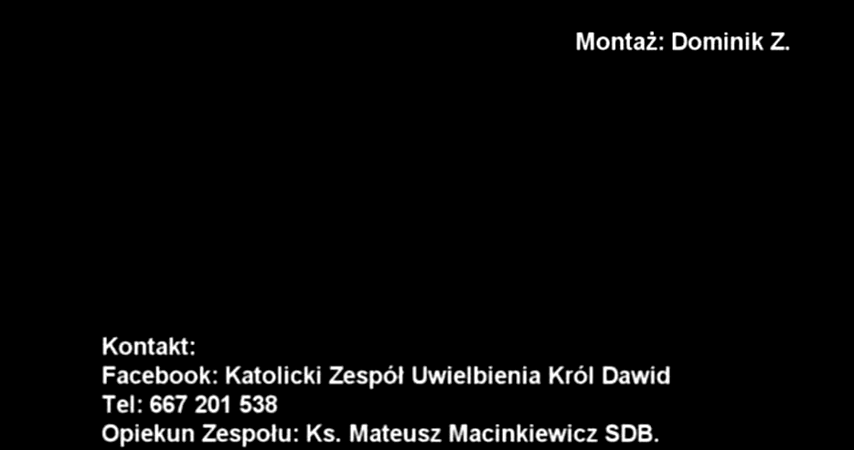 Montaż: Dominik Z.
Kontakt:
Facebook: Katolicki Zespół Uwielbienia Król Dawid
Tel: 667 201 538
Opiekun Zespołu: Ks. Mateusz Macinkiewicz SDB.